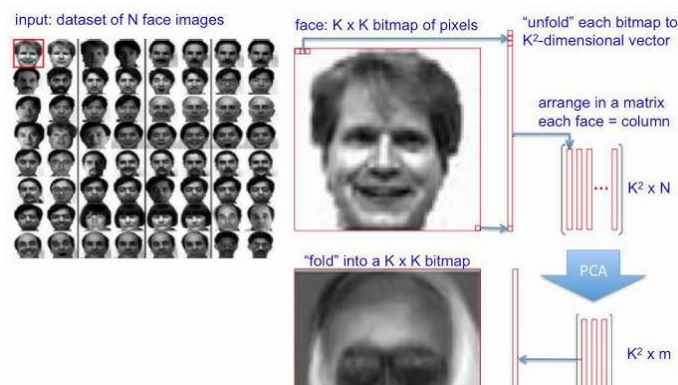 input: dataset of N face images
face: K x K bitmap of pixels
“unfold” each bitmap to
K²-dimensional vector
arrange in a matrix
each face = column
K² x N
PCA
“fold” into a K x K bitmap
K² x m